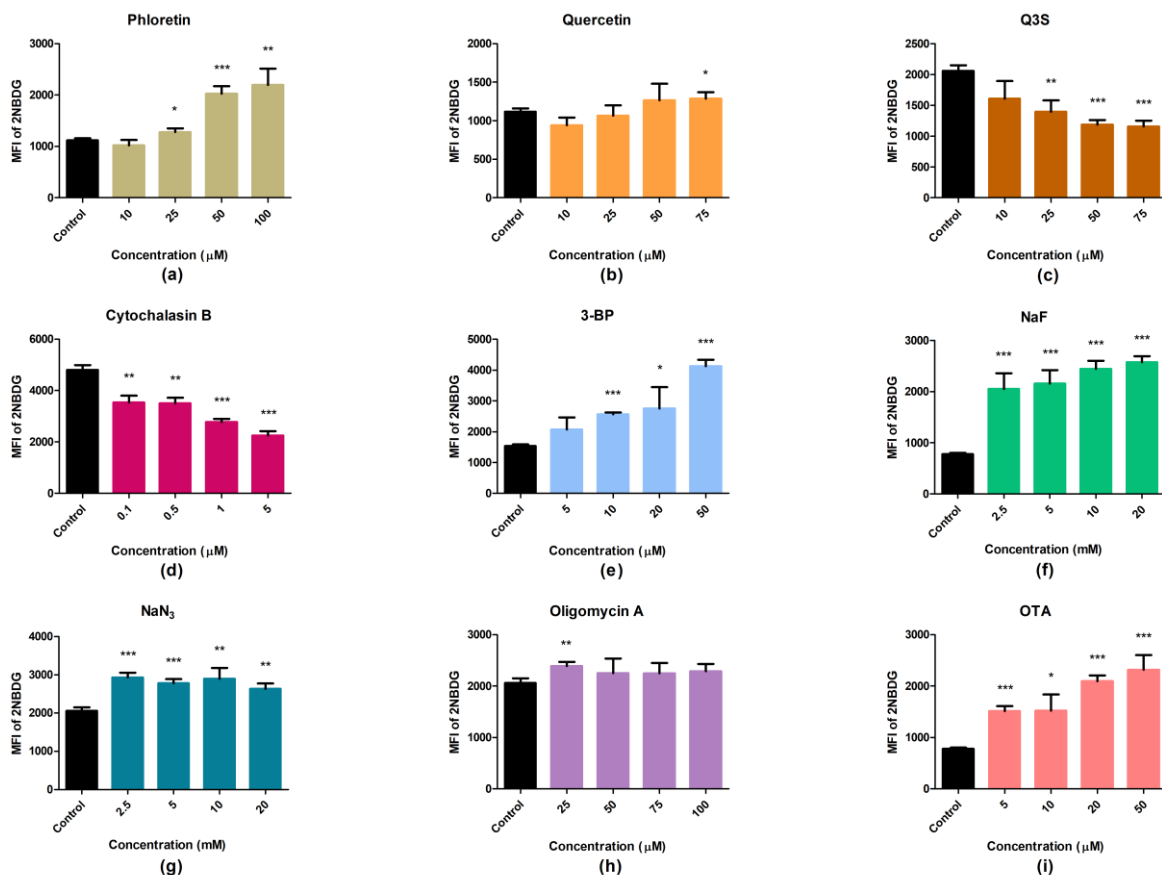 Phloretin
MFI of 2NBDG
3000
2000
1000
0
*
***
**
Control
10
25
50
100
Concentration (μM)
(a)
Quercetin
MFI of 2NBDG
2000
1500
1000
500
0
*
Control
10
25
50
75
Concentration (μM)
(b)
Q3S
MFI of 2NBDG
2500
2000
1500
1000
500
0
**
***
***
Control
10
25
50
75
Concentration (μM)
(c)
Cytochalasin B
MFI of 2NBDG
6000
4000
2000
0
**
**
***
***
Control
0.1
0.5
1
5
Concentration (μM)
(d)
3-BP
MFI of 2NBDG
5000
4000
3000
2000
1000
0
***
*
***
Control
5
10
20
50
Concentration (μM)
(e)
NaF
MFI of 2NBDG
3000
2000
1000
0
***
***
***
***
Control
2.5
5
10
20
Concentration (mM)
(f)
NaN₃
MFI of 2NBDG
4000
3000
2000
1000
0
***
***
**
**
Control
2.5
5
10
20
Concentration (mM)
(g)
Oligomycin A
MFI of 2NBDG
3000
2000
1000
0
**
Control
25
50
75
100
Concentration (μM)
(h)
OTA
MFI of 2NBDG
3000
2000
1000
0
***
*
***
***
Control
5
10
20
50
Concentration (μM)
(i)